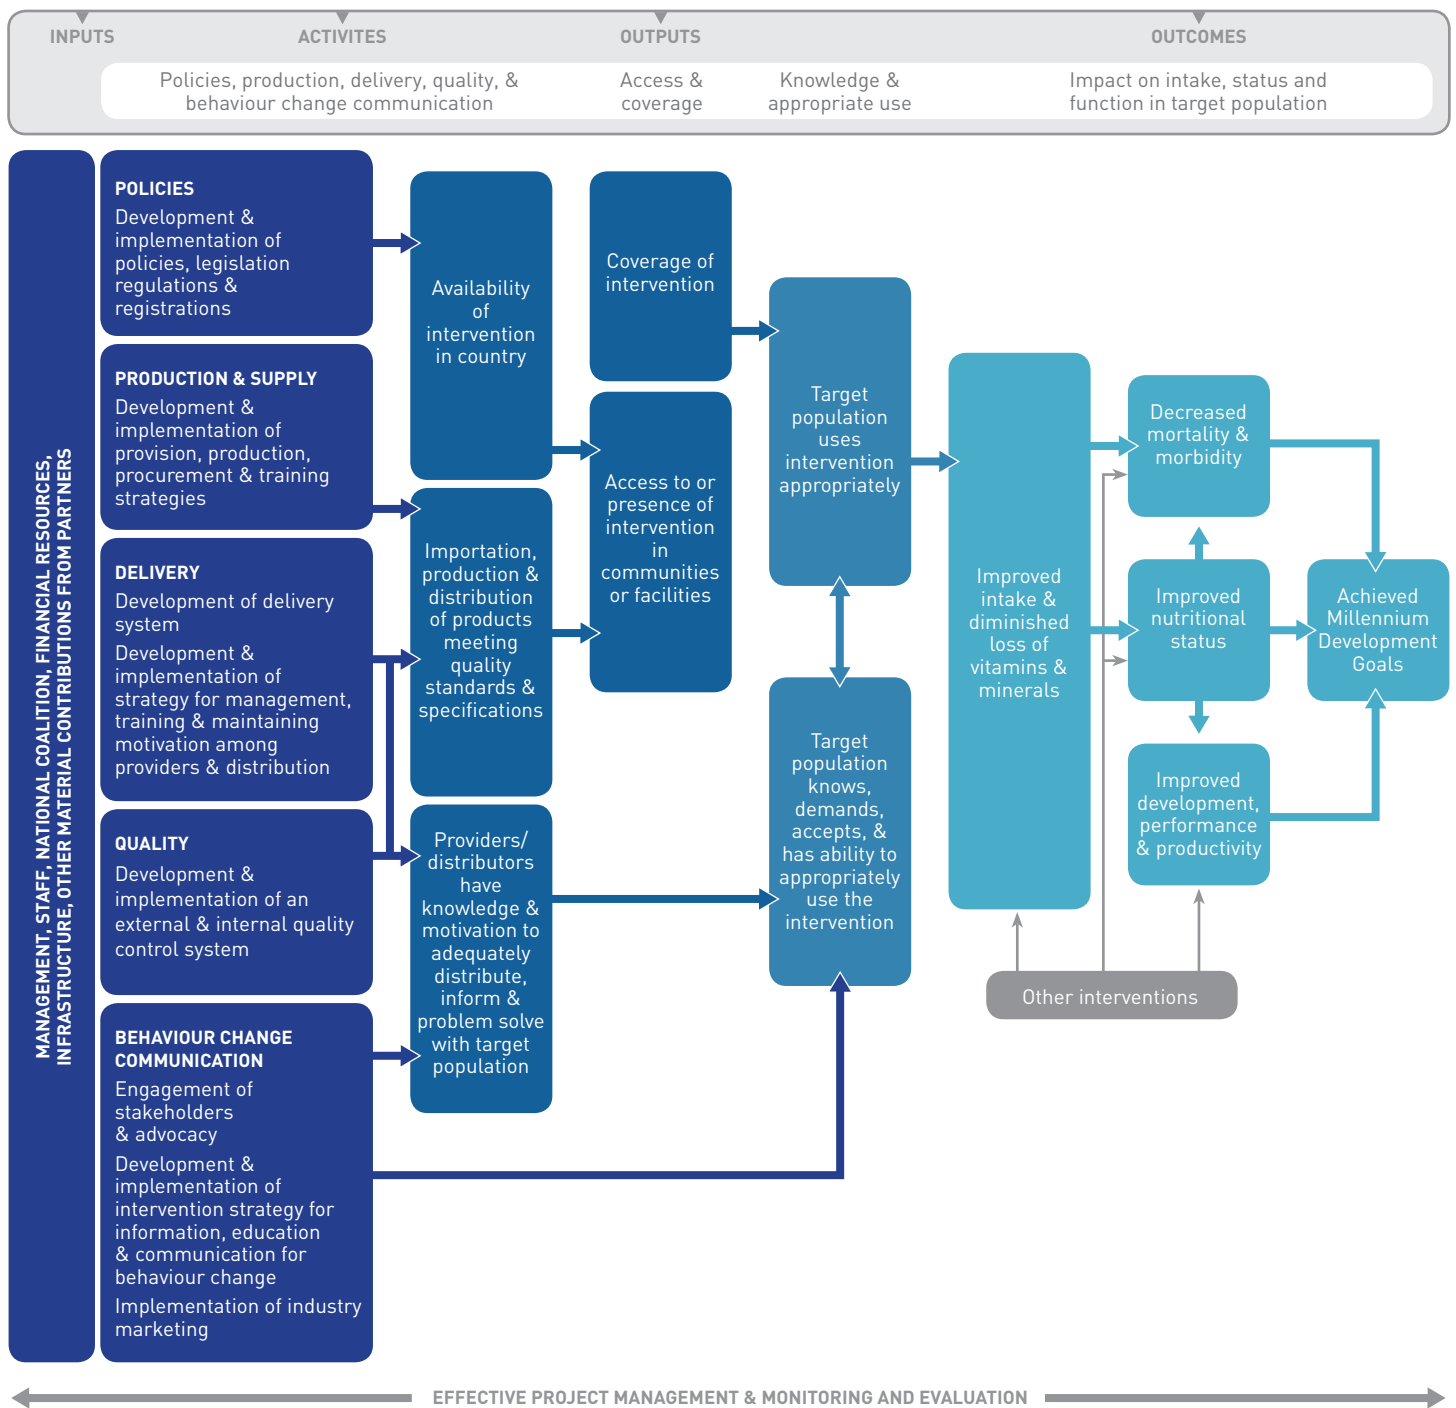 INPUTS
ACTIVITES
OUTPUTS
OUTCOMES
Policies, production, delivery, quality, &
behaviour change communication
Access &
coverage
Knowledge &
appropriate use
Impact on intake, status and
function in target population
MANAGEMENT, STAFF, NATIONAL COALITION, FINANCIAL RESOURCES,
INFRASTRUCTURE, OTHER MATERIAL CONTRIBUTIONS FROM PARTNERS
POLICIES
Development &
implementation of
policies, legislation
regulations &
registrations
PRODUCTION & SUPPLY
Development &
implementation of
provision, production,
procurement & training
strategies
DELIVERY
Development of delivery
system
Development &
implementation of
strategy for management,
training & maintaining
motivation among
providers & distribution
QUALITY
Development &
implementation of an
external & internal quality
control system
BEHAVIOUR CHANGE
COMMUNICATION
Engagement of
stakeholders
& advocacy
Development &
implementation of
intervention strategy for
information, education
& communication for
behaviour change
Implementation of industry
marketing
Availability
of
intervention
in country
Importation,
production &
distribution
of products
meeting
quality
standards &
specifications
Providers/
distributors
have
knowledge &
motivation to
adequately
distribute,
inform &
problem solve
with target
population
Coverage of
intervention
Access to or
presence of
intervention
in
communities
or facilities
Target
population
uses
intervention
appropriately
Target
population
knows,
demands,
accepts, &
has ability to
appropriately
use the
intervention
Improved
intake &
diminished
loss of
vitamins &
minerals
Decreased
mortality &
morbidity
Improved
nutritional
status
Improved
development,
performance
& productivity
Achieved
Millennium
Development
Goals
Other interventions
EFFECTIVE PROJECT MANAGEMENT & MONITORING AND EVALUATION